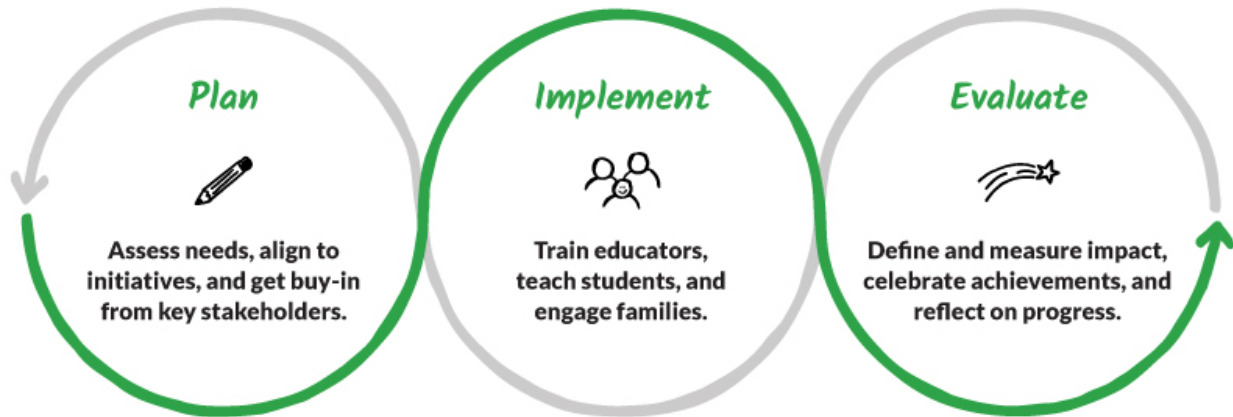 Plan
Assess needs, align to
initiatives, and get buy-in
from key stakeholders.
Implement
Train educators,
teach students, and
engage families.
Evaluate
Define and measure impact,
celebrate achievements, and
reflect on progress.